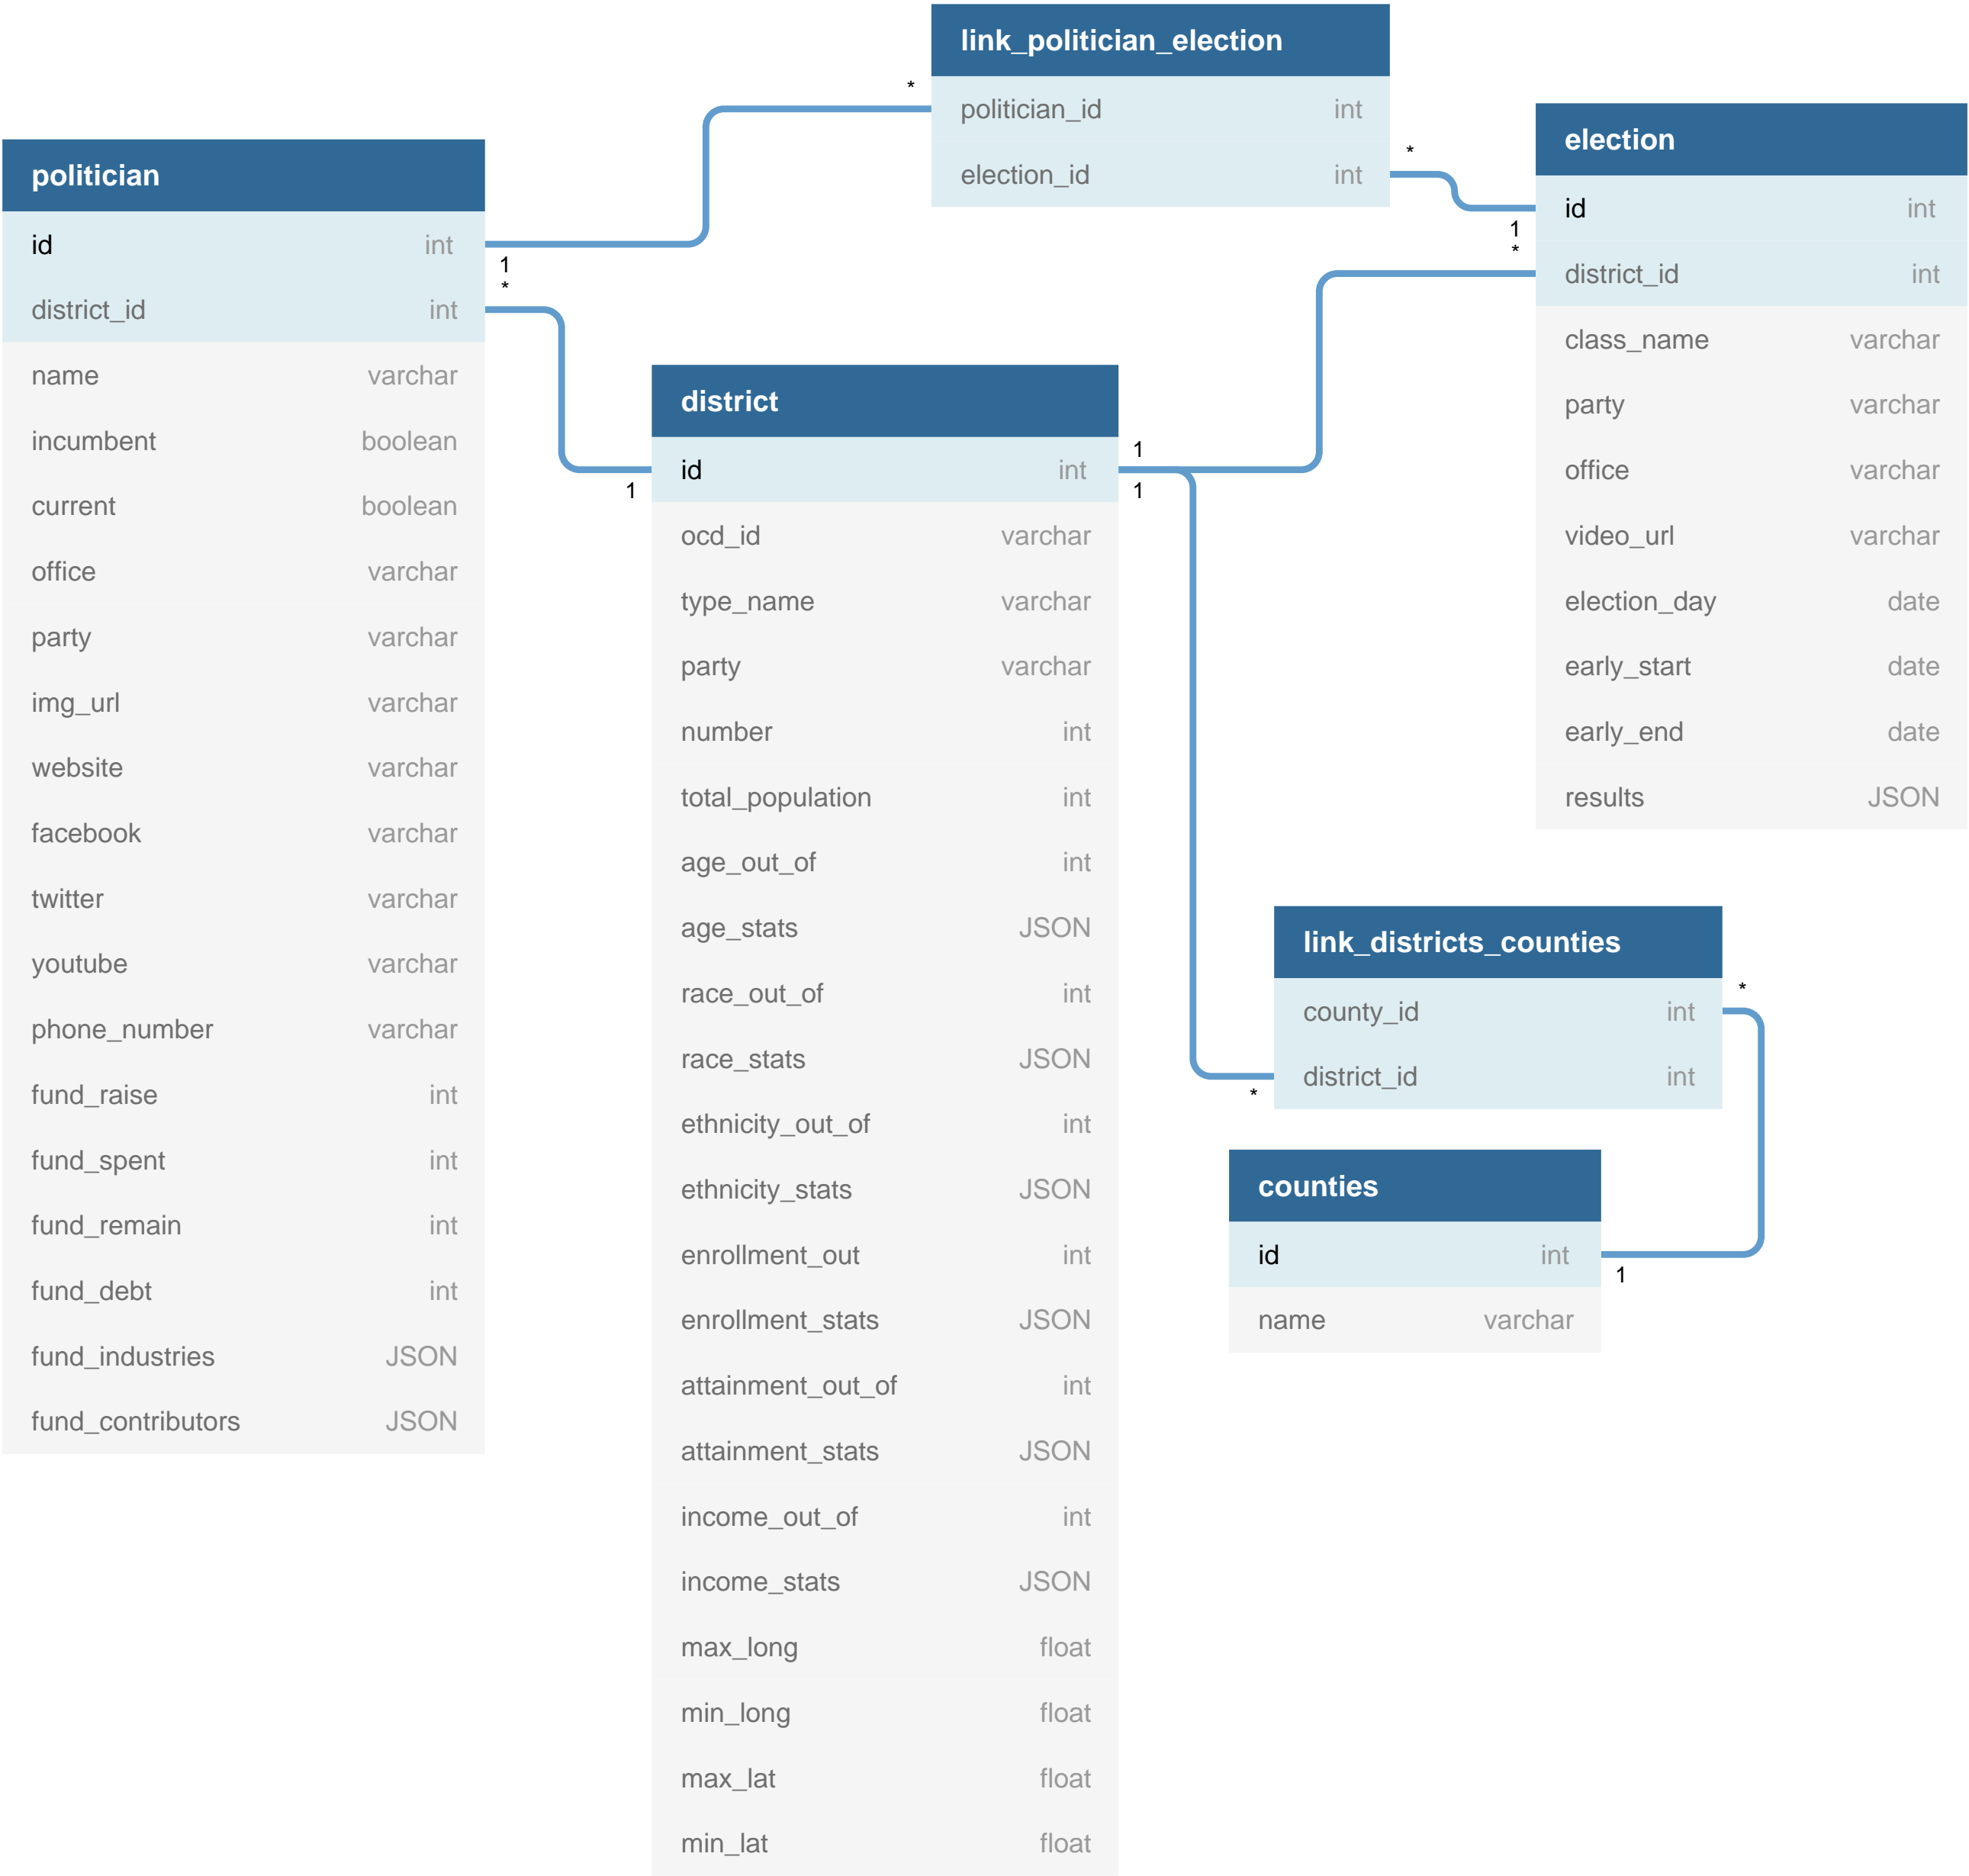 link_politician_election
politician_id int
election_id int
*
*
politician
id int
district_id int
name varchar
incumbent boolean
current boolean
office varchar
party varchar
img_url varchar
website varchar
facebook varchar
twitter varchar
youtube varchar
phone_number varchar
fund_raise int
fund_spent int
fund_remain int
fund_debt int
fund_industries JSON
fund_contributors JSON
1
*
district
id int
ocd_id varchar
type_name varchar
party varchar
number int
total_population int
age_out_of int
age_stats JSON
race_out_of int
race_stats JSON
ethnicity_out_of int
ethnicity_stats JSON
enrollment_out int
enrollment_stats JSON
attainment_out_of int
attainment_stats JSON
income_out_of int
income_stats JSON
max_long float
min_long float
max_lat float
min_lat float
1
1
1
election
id int
district_id int
class_name varchar
party varchar
office varchar
video_url varchar
election_day date
early_start date
early_end date
results JSON
1
*
link_districts_counties
county_id int
district_id int
*
*
counties
id int
name varchar
1